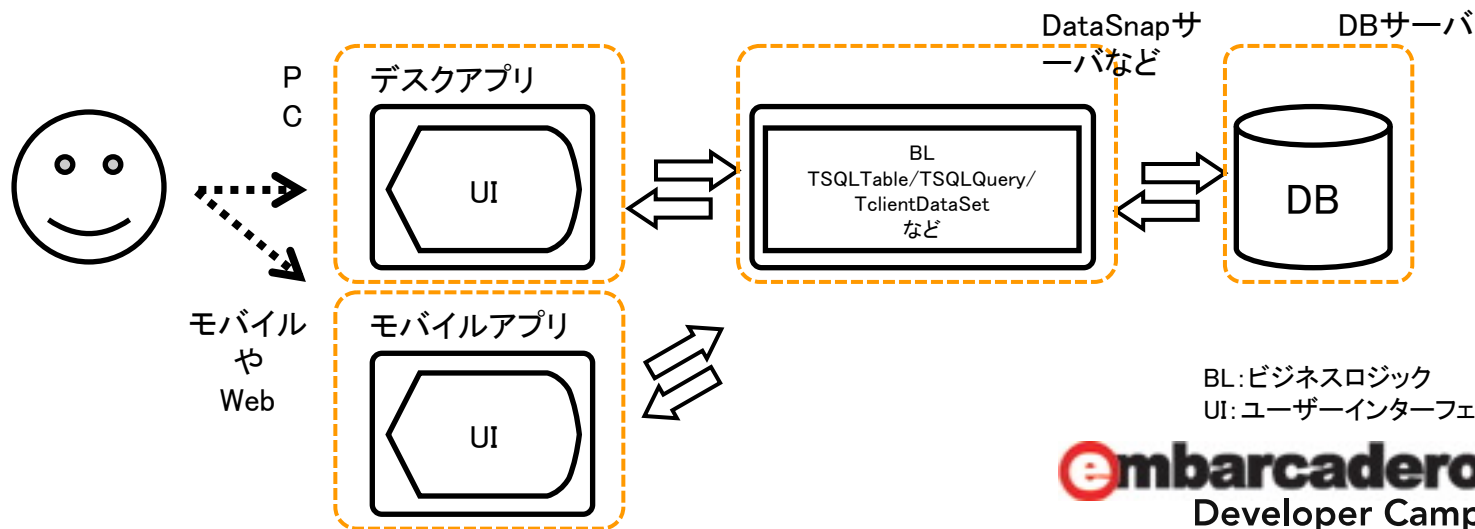 DataSnapサ
ーバなど
DBサーバ
P
C
デスクアプリ
UI
BL
TSQLTable/TSQLQuery/
TclientDataSet
など
DB
モバイル
や
Web
モバイルアプリ
UI
BL:ビジネスロジック
UI:ユーザーインターフェ
embarcadero
Developer Camp